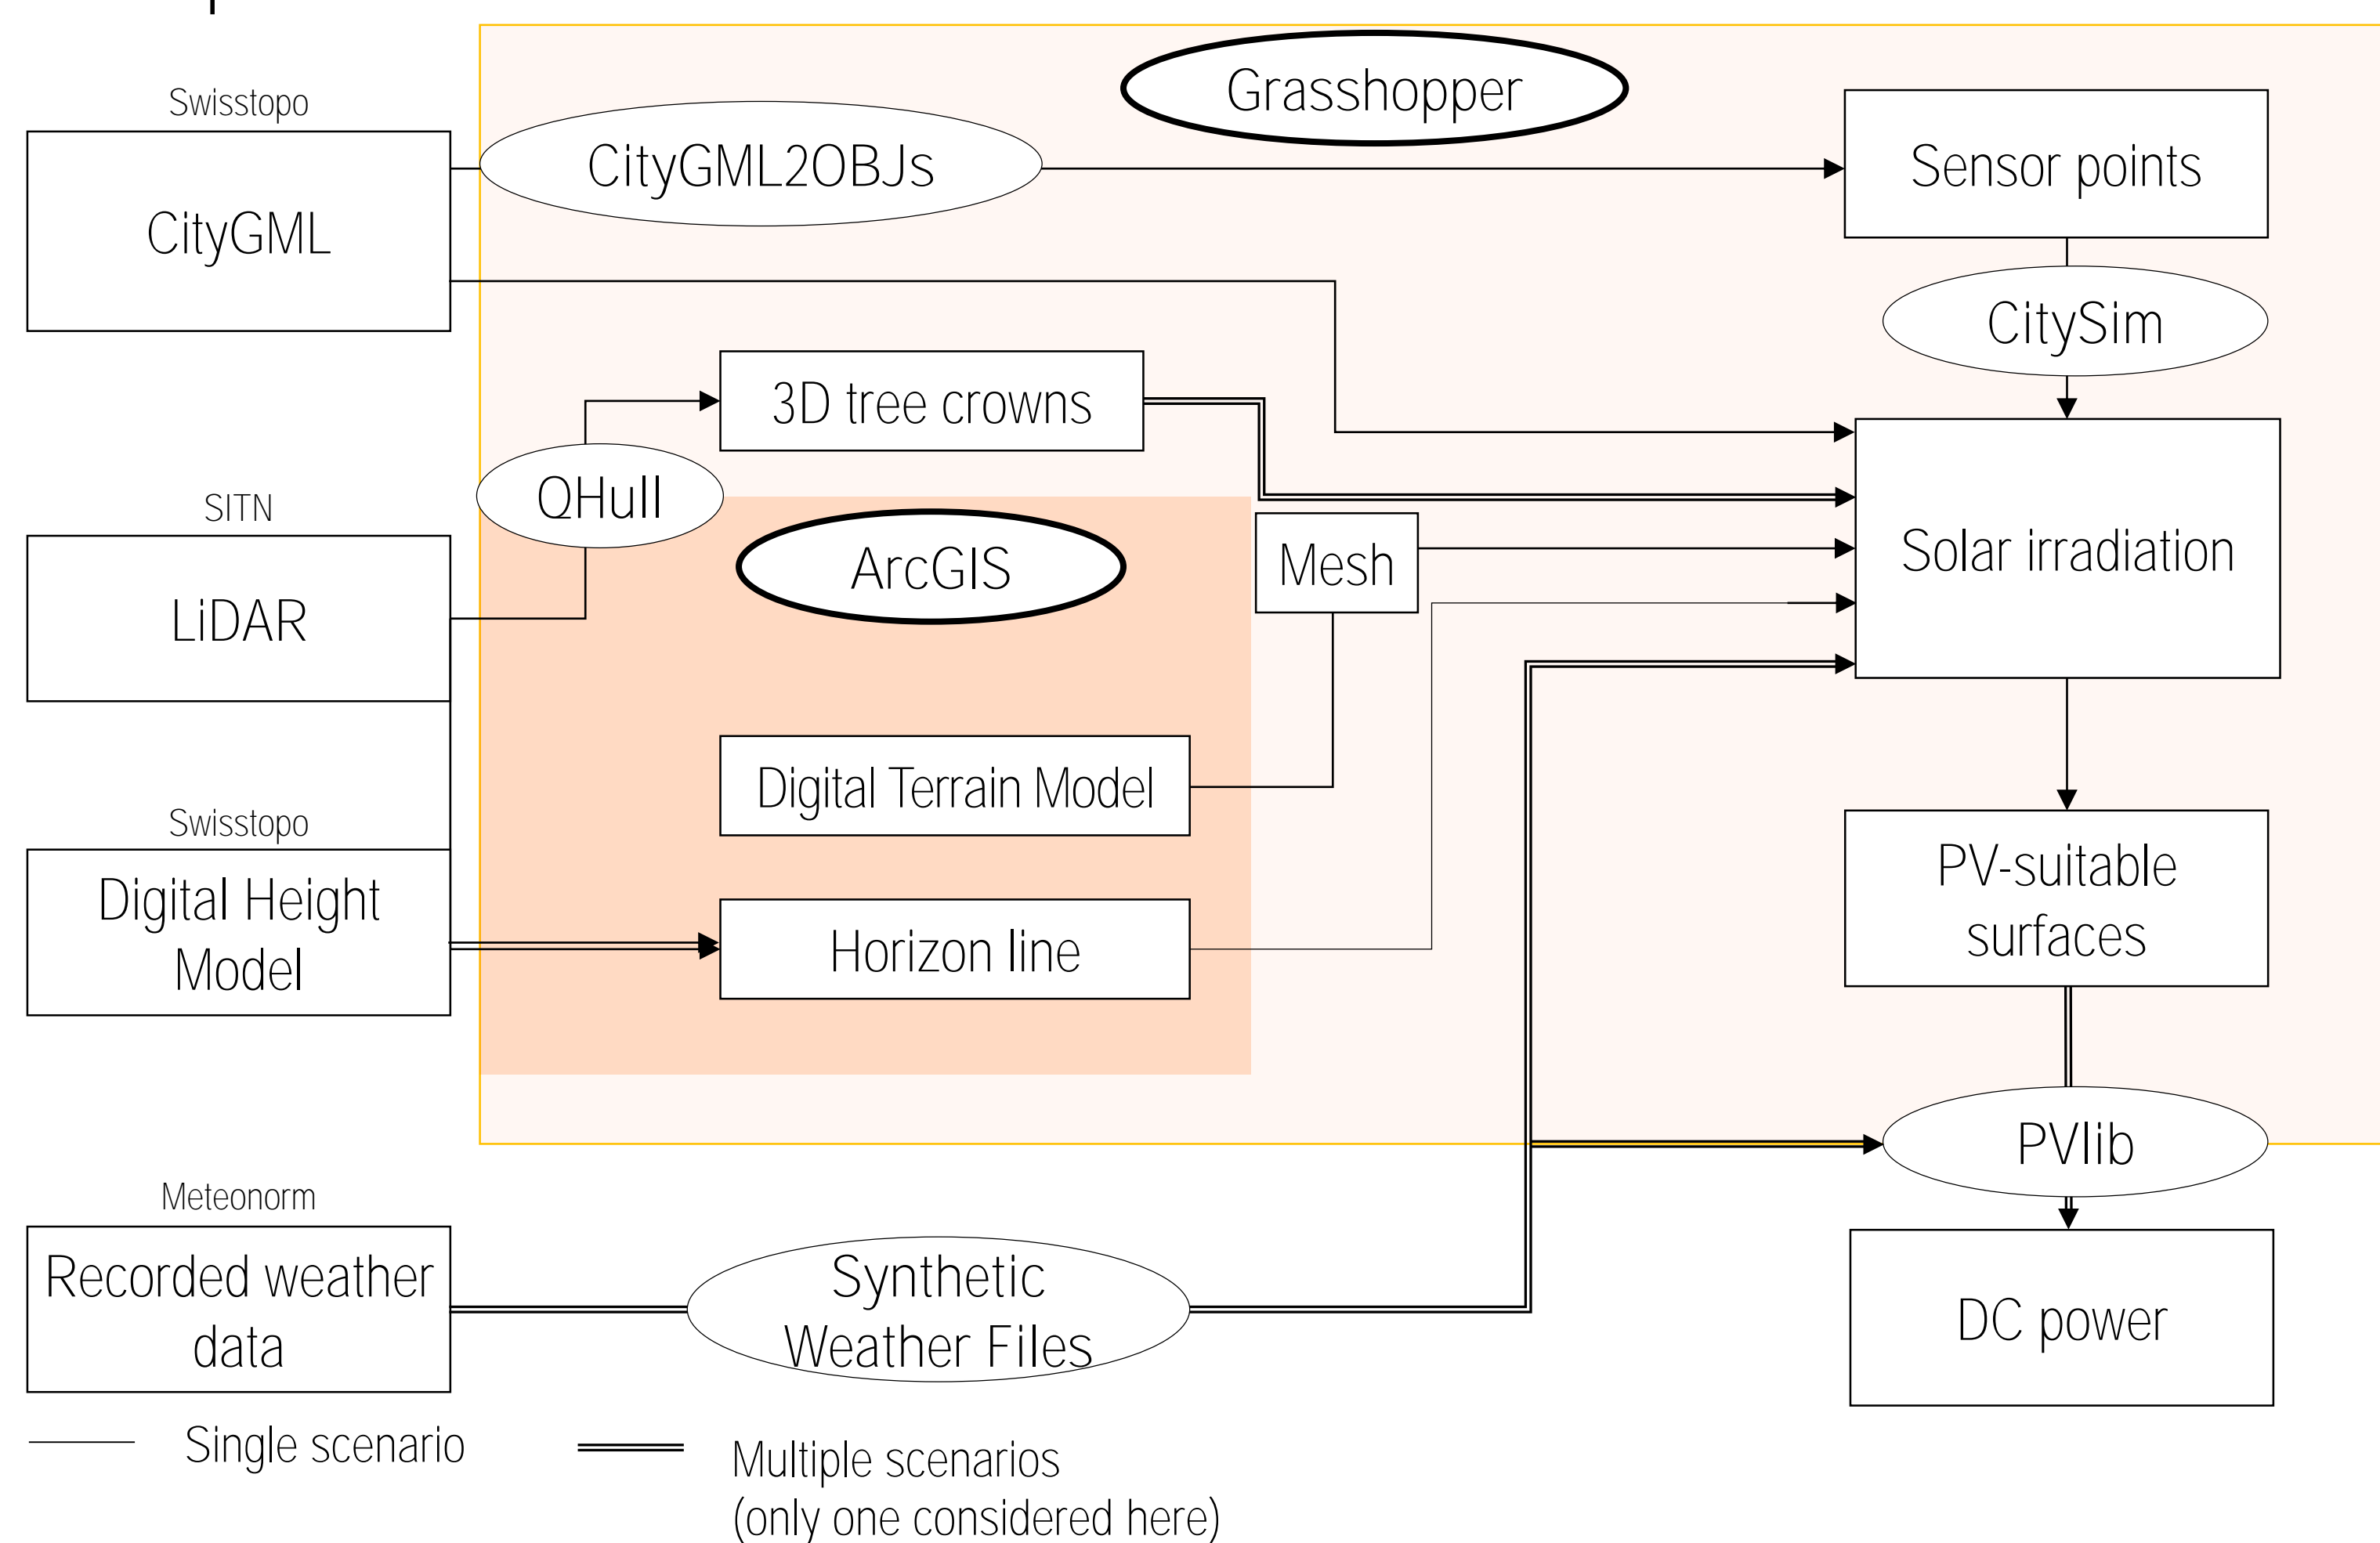 Grasshopper
Swisstopo
CityGML2OBJs
Sensor points
CityGML
CitySim
3D tree crowns
QHull
SITN
Mesh
ArcGIS
Solar irradiation
LiDAR
Digital Terrain Model
Swisstopo
PV-suitable
surfaces
Digital Height
Model
Horizon line
PVlib
Meteonorm
Recorded weather
data
Synthetic
Weather Files
DC power
Single scenario
Multiple scenarios
(only one considered here)